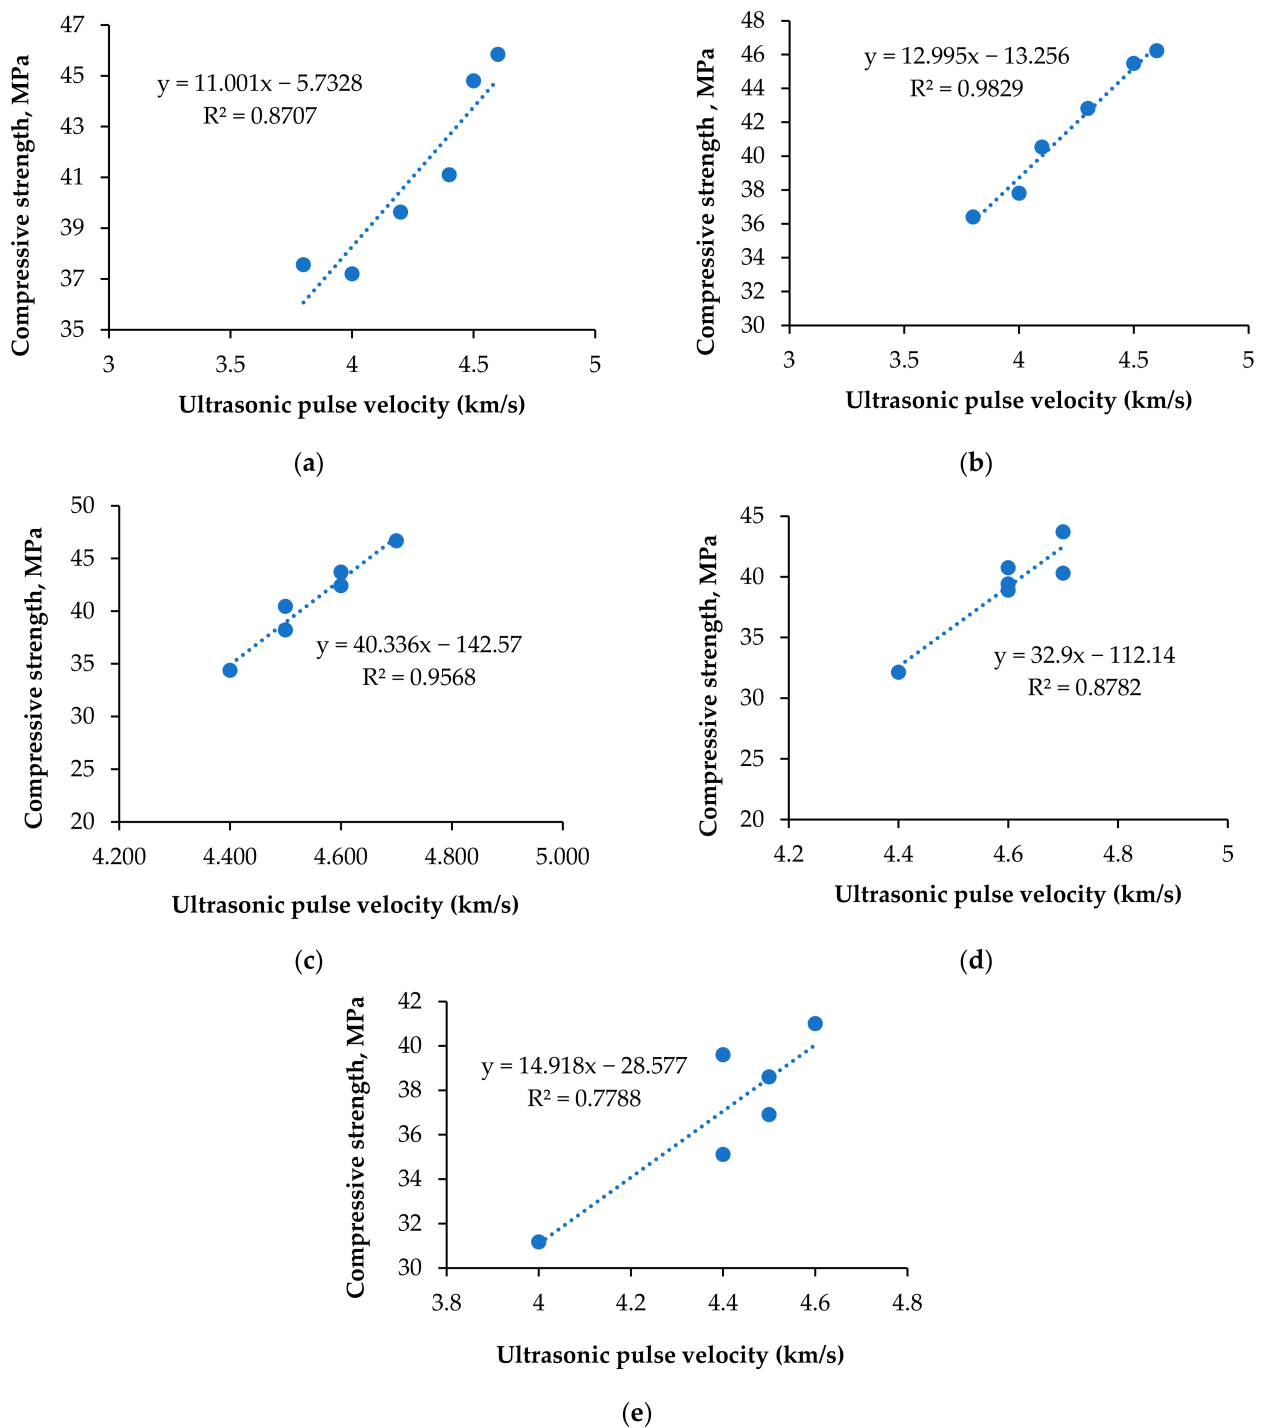 Compressive strength, MPa
47
45
43
41
39
37
35
y = 11.001x − 5.7328
R² = 0.8707
3 3.5 4 4.5 5
Ultrasonic pulse velocity (km/s)
(a)
Compressive strength , MPa
48
46
44
42
40
38
36
34
32
30
y = 12.995x − 13.256
R² = 0.9829
3 3.5 4 4.5 5
Ultrasonic pulse velocity (km/s)
(b)
Compressive strength, MPa
50
45
40
35
30
25
20
y = 40.336x − 142.57
R² = 0.9568
4.200 4.400 4.600 4.800 5.000
Ultrasonic pulse velocity (km/s)
(c)
Compressive strength, MPa
45
40
35
30
25
20
y = 32.9x − 112.14
R² = 0.8782
4.2 4.4 4.6 4.8 5
Ultrasonic pulse velocity (km/s)
(d)
Compressive strength, MPa
42
40
38
36
34
32
30
y = 14.918x − 28.577
R² = 0.7788
3.8 4 4.2 4.4 4.6 4.8
Ultrasonic pulse velocity (km/s)
(e)